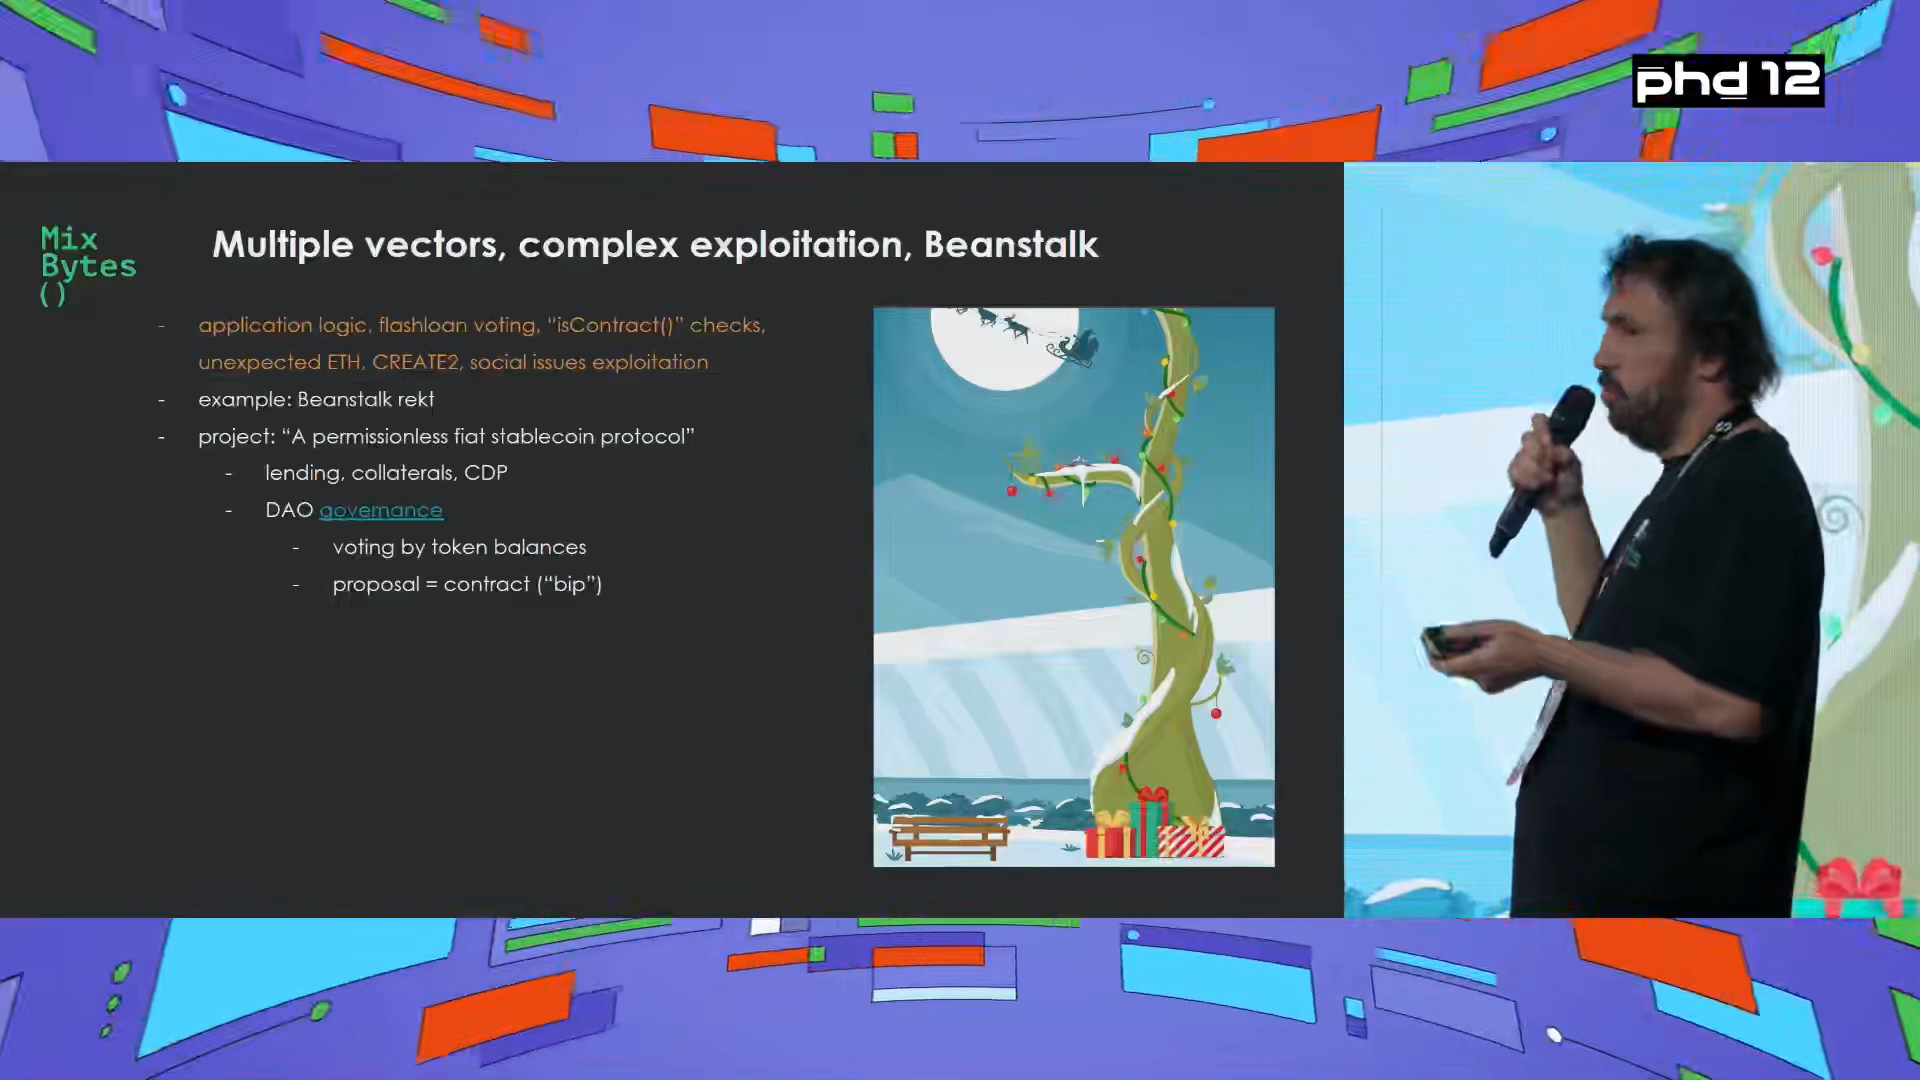 phd 12
Mix
Bytes
()
Multiple vectors, complex exploitation, Beanstalk
- application logic, flashloan voting, “isContract()” checks,
unexpected ETH, CREATE2, social issues exploitation
- example: Beanstalk rekt
- project: “A permissionless fiat stablecoin protocol”
- lending, collaterals, CDP
- DAO governance
- voting by token balances
- proposal = contract (“bip”)